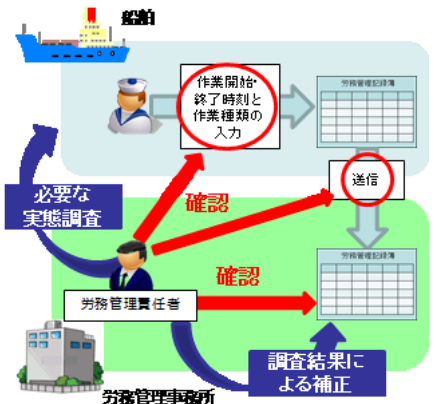 船舶
作業開始・
終了時刻と
作業種類の
入力
労務管理記録簿
送信
必要な
実態調査
確認
労務管理記録簿
確認
労務管理責任者
調査結果に
よる補正
労務管理事務所